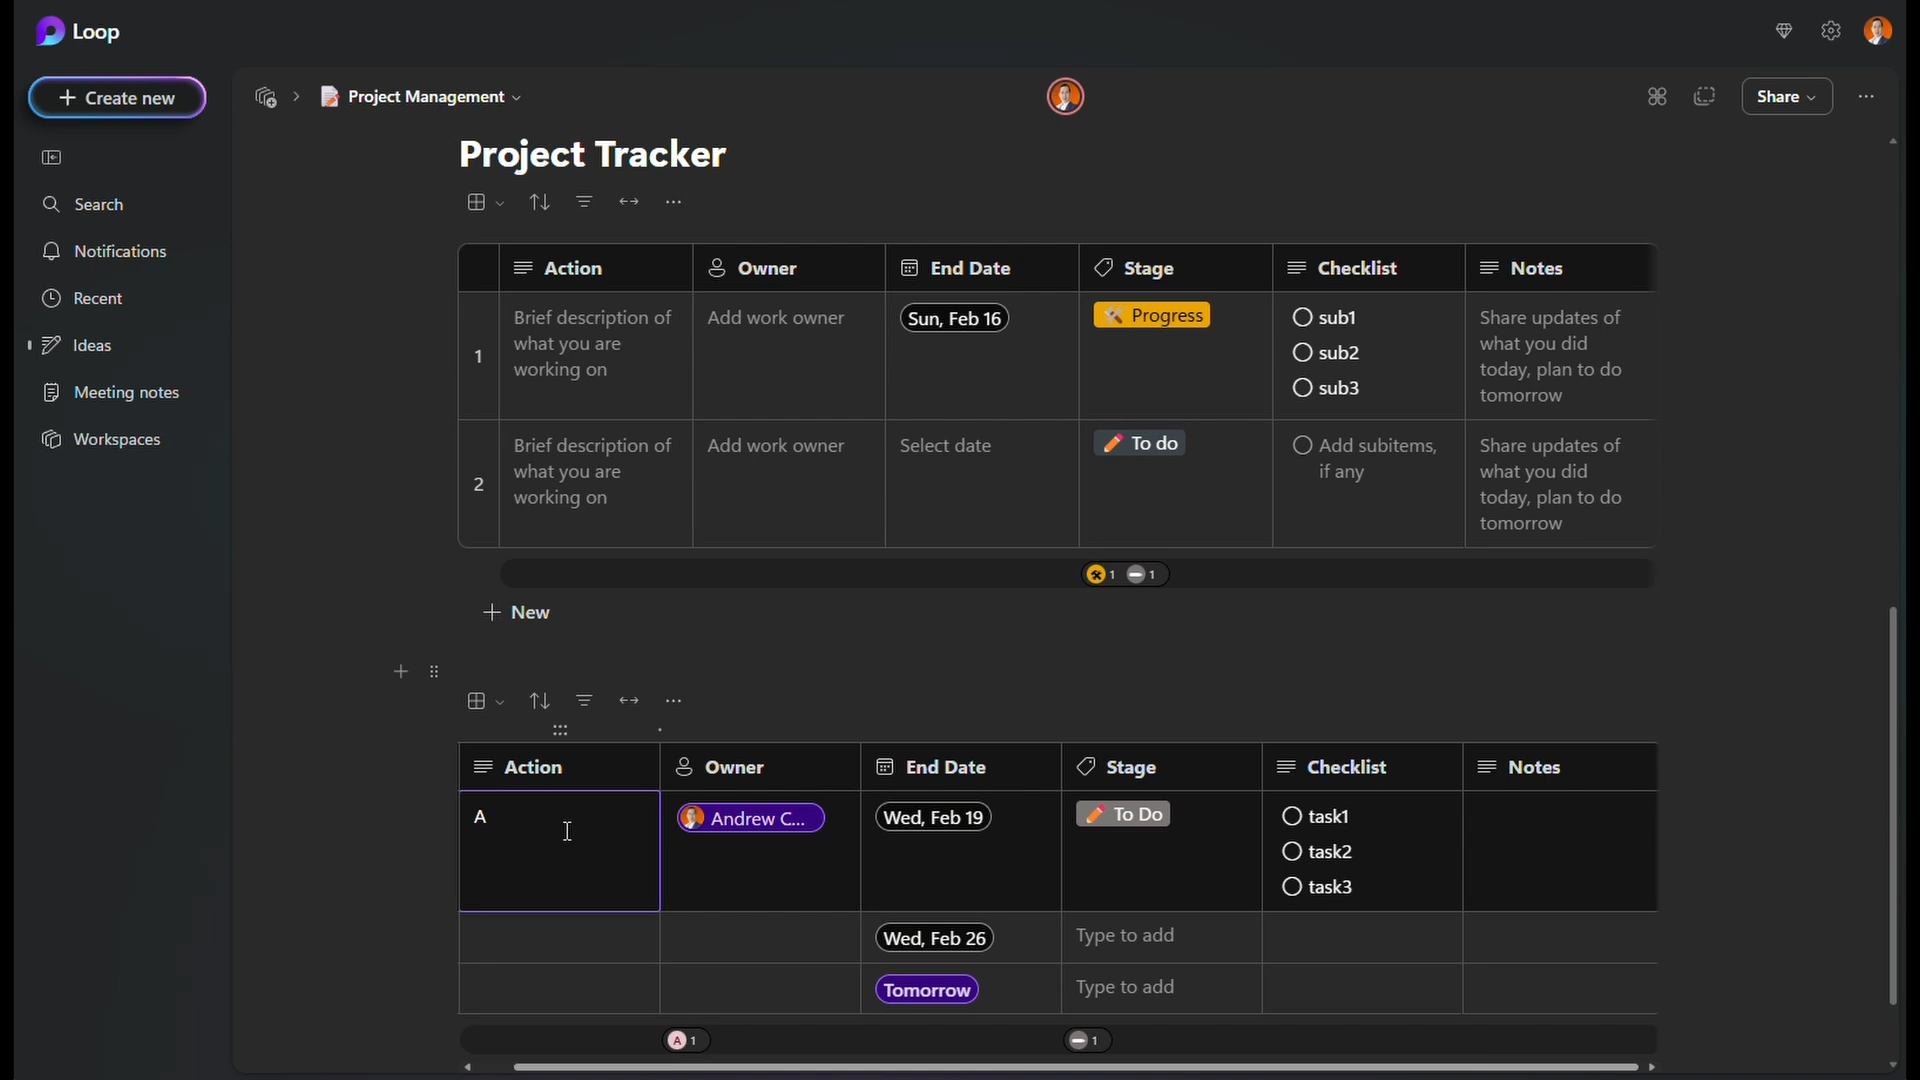 Loop
Create new
Project Management
Share
Search
Notifications
Recent
Ideas
Meeting notes
Workspaces
Project Tracker
Action Owner End Date Stage Checklist Notes
1
Brief description of
what you are
working on
Add work owner
Sun, Feb 16
Progress
sub1
sub2
sub3
Share updates of
what you did
today, plan to do
tomorrow
2
Brief description of
what you are
working on
Add work owner
Select date
To do
Add subitems,
if any
Share updates of
what you did
today, plan to do
tomorrow
1 1
New
Action Owner End Date Stage Checklist Notes
A
Andrew C...
Wed, Feb 19
To Do
task1
task2
task3
Wed, Feb 26
Type to add
Tomorrow
Type to add
A 1
1